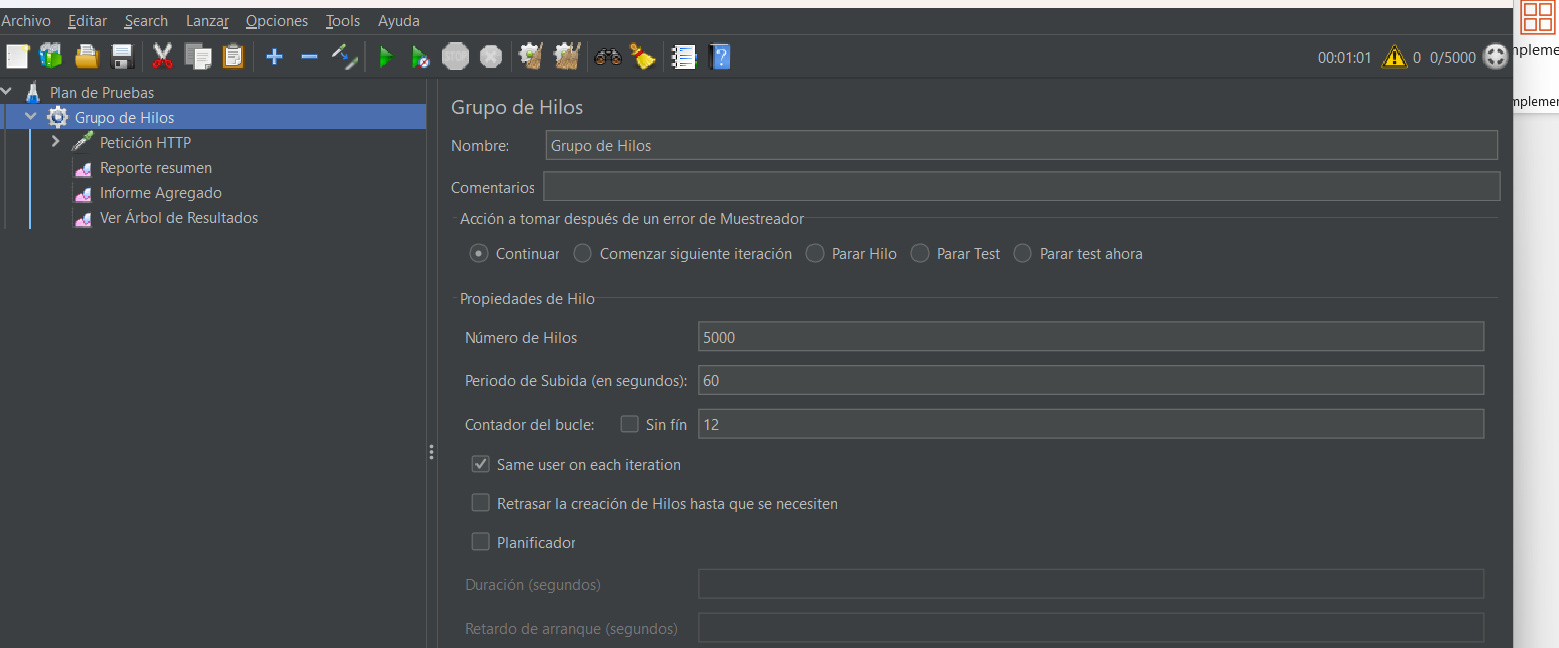 Archivo Editar Search Lanzar Opciones Tools Ayuda
STOP
00:01:01 0 0/5000
mpleme
mplemen
Plan de Pruebas
Grupo de Hilos
Petición HTTP
Reporte resumen
Informe Agregado
Ver Árbol de Resultados
Grupo de Hilos
Nombre: Grupo de Hilos
Comentarios
Acción a tomar después de un error de Muestreador
Continuar Comenzar siguiente iteración Parar Hilo Parar Test Parar test ahora
Propiedades de Hilo
Número de Hilos 5000
Periodo de Subida (en segundos): 60
Contador del bucle: Sin fín 12
Same user on each iteration
Retrasar la creación de Hilos hasta que se necesiten
Planificador
Duración (segundos)
Retardo de arranque (segundos)